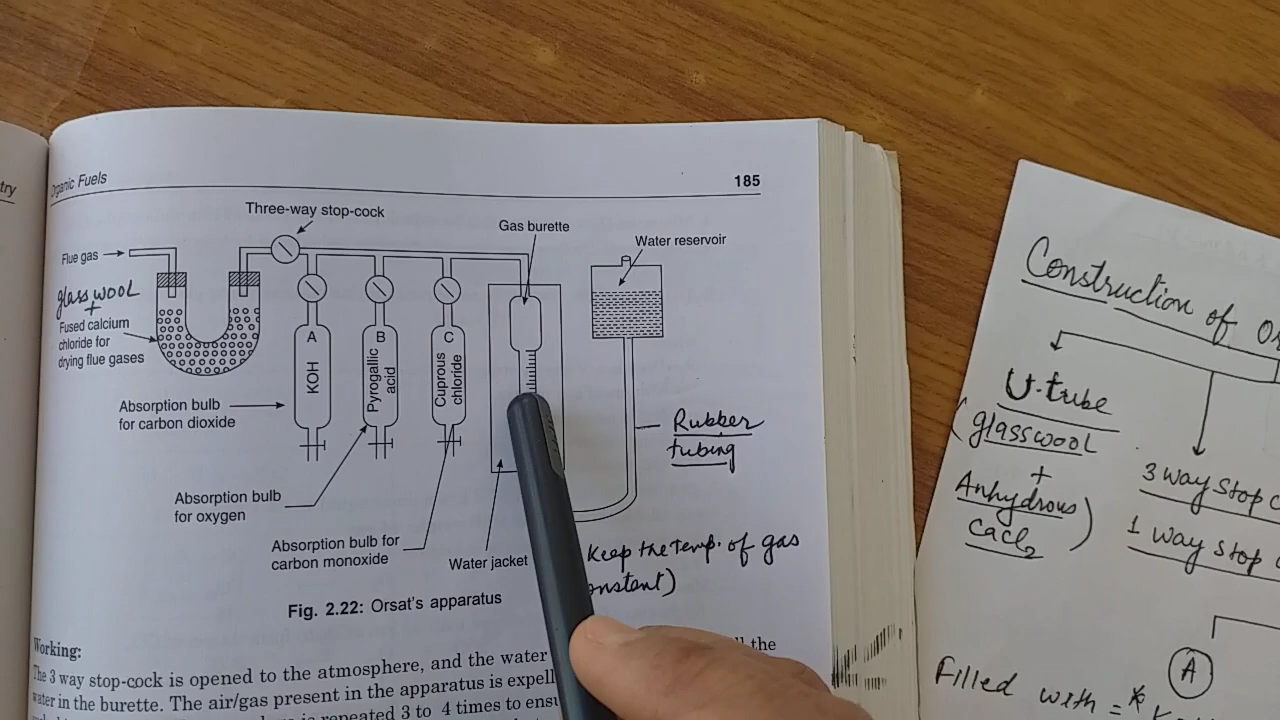 try
Organic Fuels
185
Three-way stop-cock
Gas burette
Water reservoir
Flue gas
glass wool
+
Fused calcium
chloride for
drying flue gases
A
KOH
B
Pyrogallic
acid
C
Cuprous
chloride
Absorption bulb
for carbon dioxide
Rubber
tubing
Absorption bulb
for oxygen
Absorption bulb for
carbon monoxide
Water jacket
Keep the temp. of gas
onstant)
Fig. 2.22: Orsat's apparatus
Working:
The 3 way stop-cock is opened to the atmosphere, and the water
the
water in the burette. The air/gas present in the apparatus is expell
is repeated 3 to 4 times to ensu
Construction of Or
U-tube
(glasswool
+
Anhydrous)
CaCl2
3 way stop c
1 way stop
A
Filled with = *